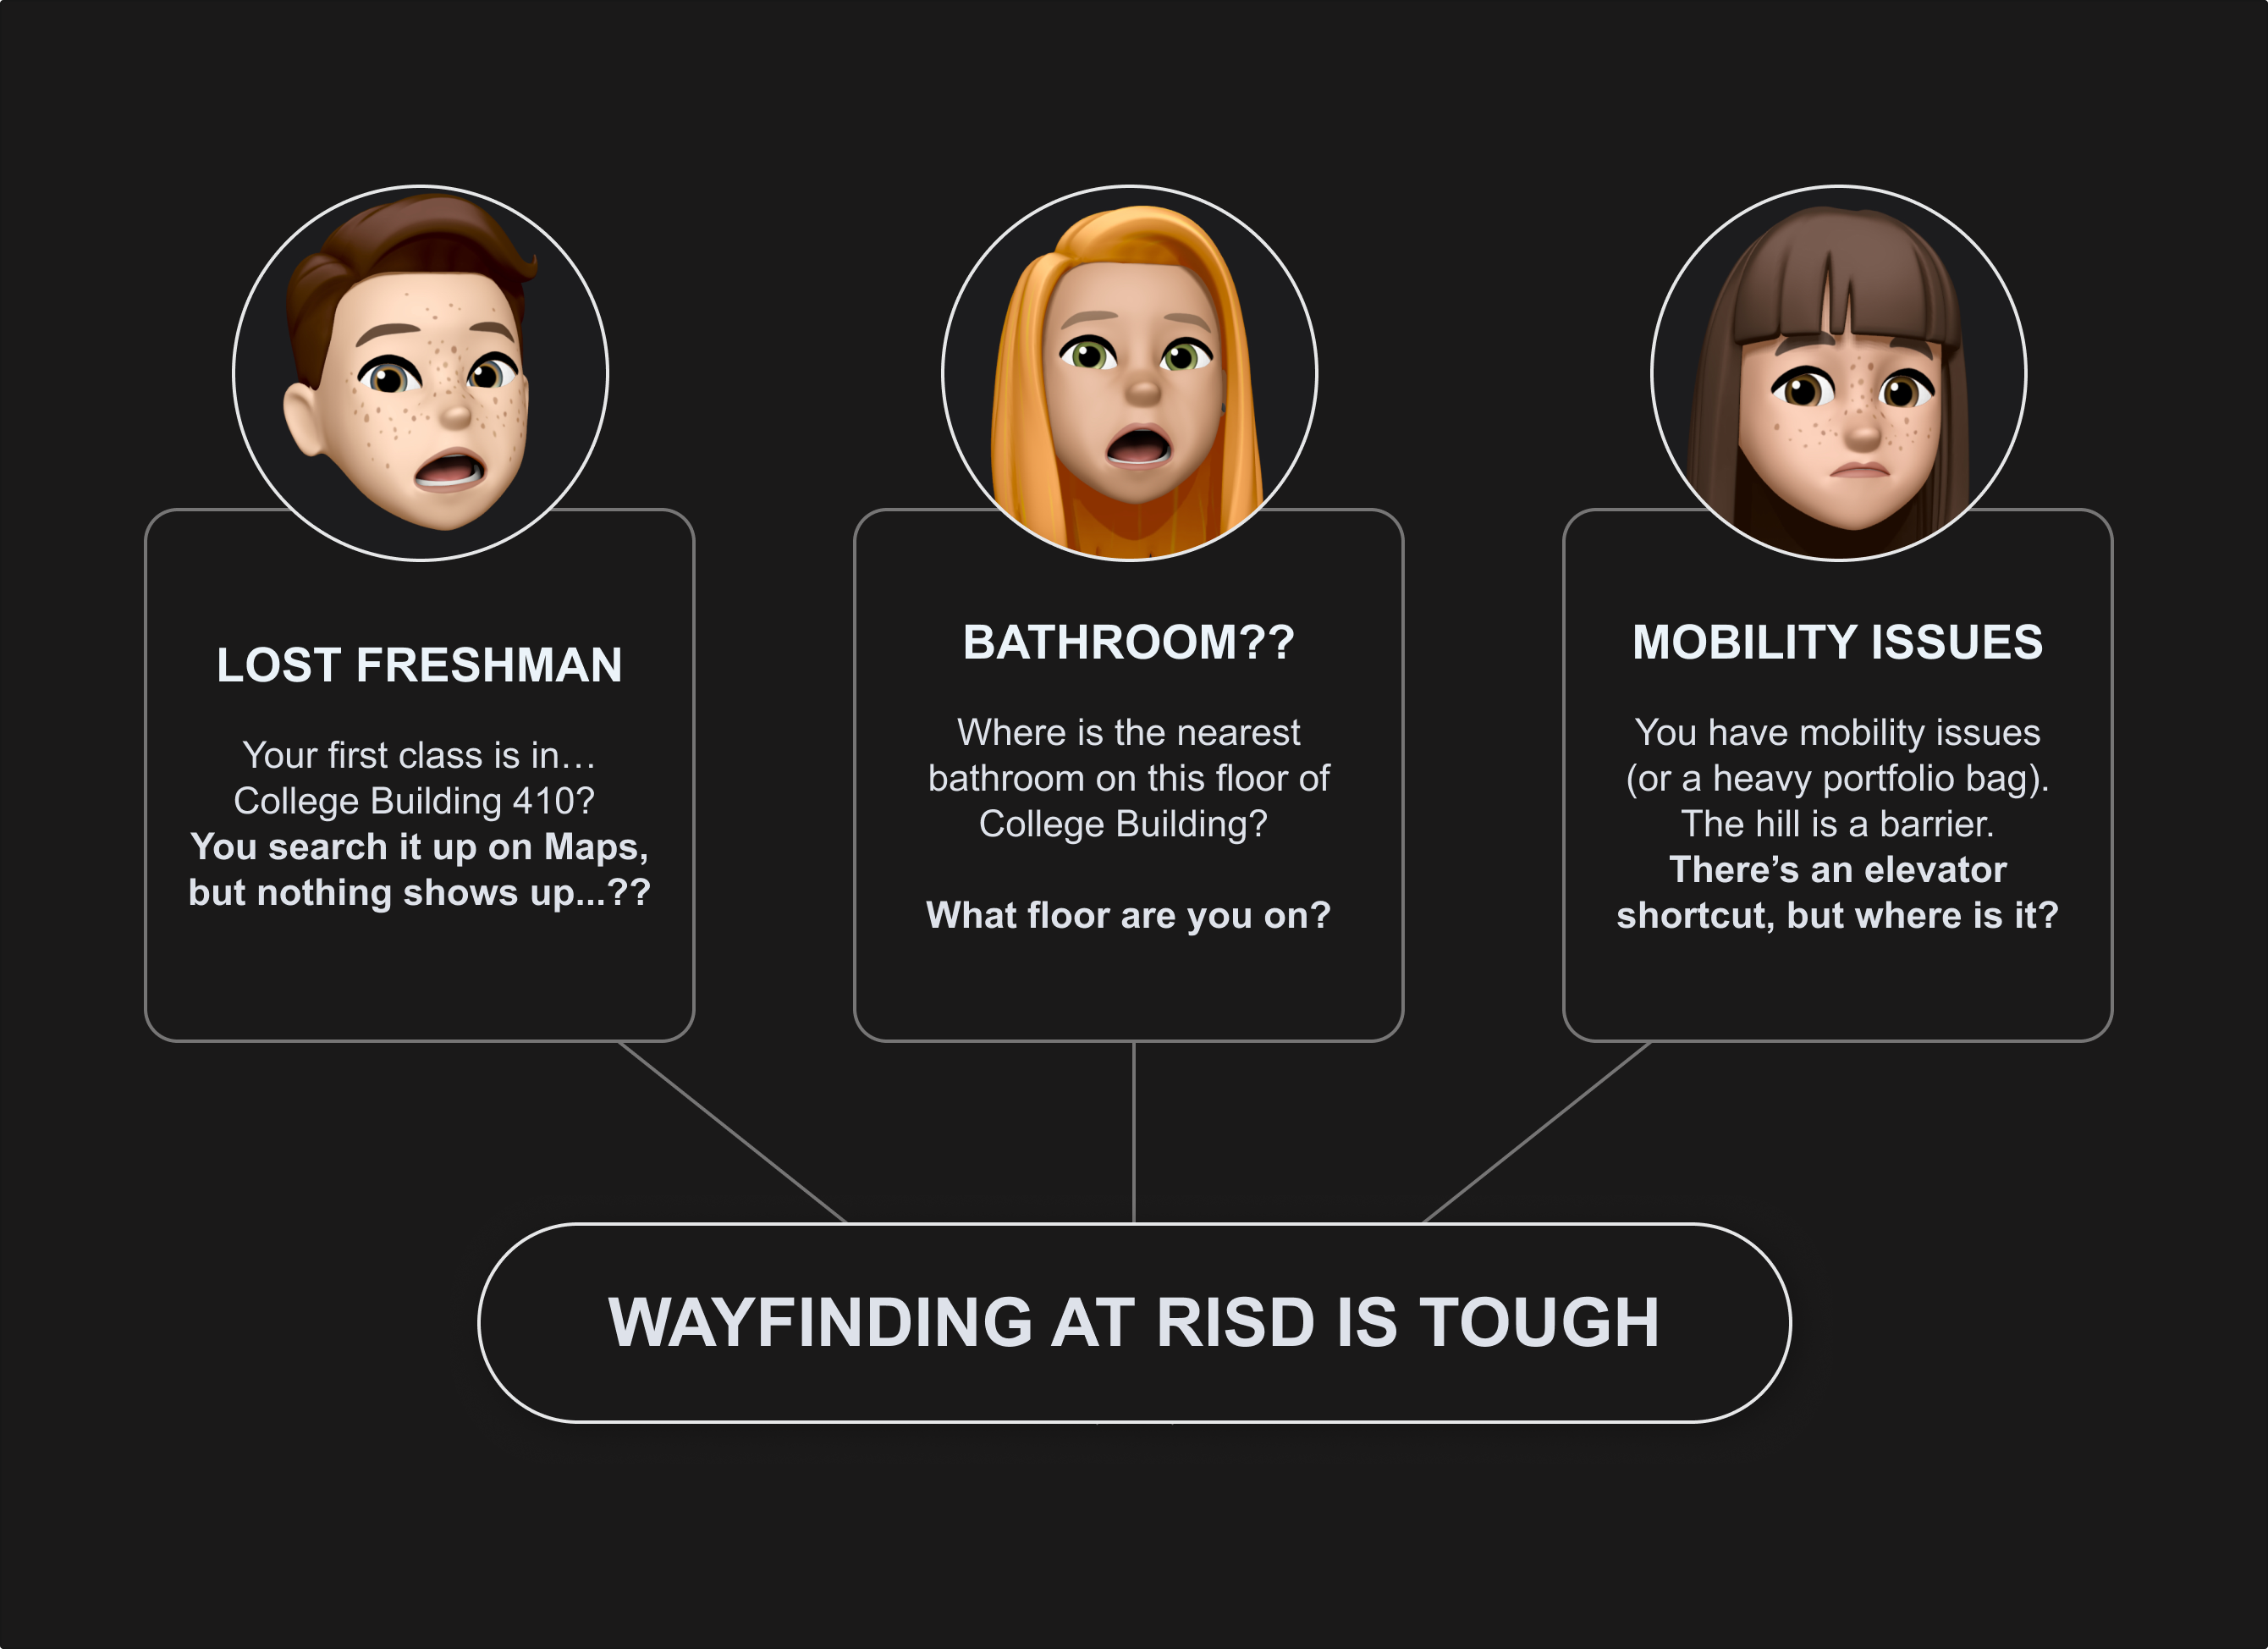 LOST FRESHMAN
Your first class is in…
College Building 410?
You search it up on Maps,
but nothing shows up...??
BATHROOM??
Where is the nearest
bathroom on this floor of
College Building?
What floor are you on?
MOBILITY ISSUES
You have mobility issues
(or a heavy portfolio bag).
The hill is a barrier.
There’s an elevator
shortcut, but where is it?
WAYFINDING AT RISD IS TOUGH